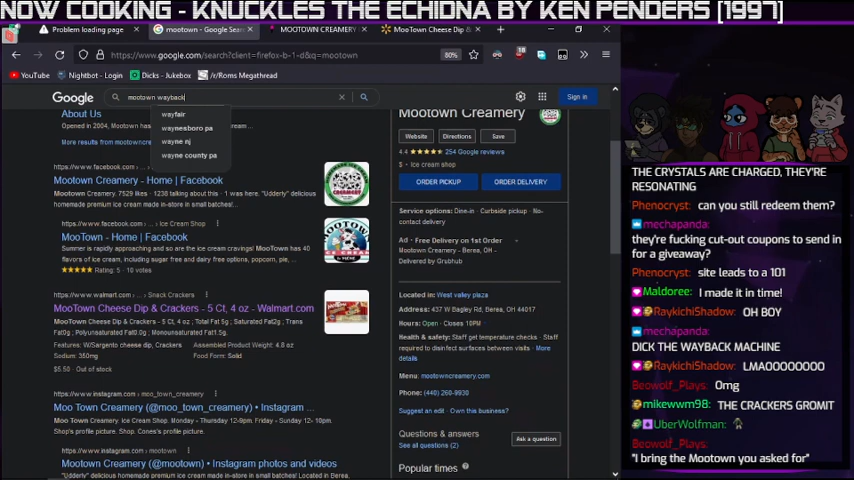 NOW COOKING - KNUCKLES THE ECHIDNA BY KEN PENDERS [1997]
Problem loading page
mootown - Google Sear
MOOTOWN CREAMERY
MooTown Cheese Dip &
https://www.google.com/search?client=firefox-b-1-d&q=mootown
80%
18
YouTube
Nightbot - Login
Dicks - Jukebox
/r/Roms Megathread
Google
mootown wayback
Sign in
wayfair
waynesboro pa
wayne nj
wayne county pa
About Us
Opened in 2004, Mootown ha
More results from mootowncre
https://www.facebook.com
Mootown Creamery - Home | Facebook
Mootown Creamery. 7529 likes · 1238 talking about this · 1 was here. "Udderly" delicious
homemade premium ice cream made in-store in small batches!...
https://www.facebook.com › ... › Ice Cream Shop
MooTown - Home | Facebook
Summer is rapidly approaching and so are the ice cream cravings! MooTown has 40
flavors of ice cream, including sugar free and dairy free options, popcorn, pie, ...
Rating: 5 · 10 votes
https://www.walmart.com › ... › Snack Crackers
MooTown Cheese Dip & Crackers - 5 Ct, 4 oz - Walmart.com
MooTown Cheese Dip & Crackers - 5 Ct, 4 oz ; Total Fat 5g ; Saturated Fat2g ; Trans
Fat0g ; Polyunsaturated Fat0g ; Monounsaturated Fat1.5g.
Features: W/Sargento cheese dip, Crackers
Assembled Product Weight: 4.8 oz
Sodium: 350mg
Food Form: Solid
$5.50 · Out of stock
https://www.instagram.com › moo_town_creamery
Moo Town Creamery (@moo_town_creamery) • Instagram ...
Moo Town Creamery. Ice Cream Shop. Monday - Thursday 12-9pm. Friday - Sunday 12- 10pm.
Shop's profile picture. Shop. Cones's profile picture.
https://www.instagram.com › mootown
Mootown Creamery (@mootown) • Instagram photos and videos
"Udderly" delicious homemade premium ice cream made in-store. Located in Berea,
Mootown Creamery
Website
Directions
Save
4.4
254 Google reviews
$ · Ice cream shop
ORDER PICKUP
ORDER DELIVERY
Service options: Dine-in · Curbside pickup · No-
contact delivery
Ad · Free Delivery on 1st Order
Mootown Creamery - Berea, OH -
Delivered by Grubhub
Located in: West valley plaza
Address: 437 W Bagley Rd, Berea, OH 44017
Hours: Open · Closes 10PM
Health & safety: Staff get temperature checks · Staff
required to disinfect surfaces between visits · More
details
Menu: mootowncreamery.com
Phone: (440) 260-9930
Suggest an edit · Own this business?
Questions & answers
See all questions (2)
Ask a question
Popular times
THE CRYSTALS ARE CHARGED, THEY'RE
RESONATING
Phenocryst: can you still redeem them?
mechapanda:
they're fucking cut-out coupons to send in
for a giveaway?
Phenocryst: site leads to a 101
Maldoree: I made it in time!
RaykichiShadow: OH BOY
mechapanda:
DICK THE WAYBACK MACHINE
RaykichiShadow: LMAOOOOOOO
Beowolf_Plays: Omg
mikewwm98: THE CRACKERS GROMIT
UberWolfman:
Beowolf_Plays:
"I bring the Mootown you asked for"